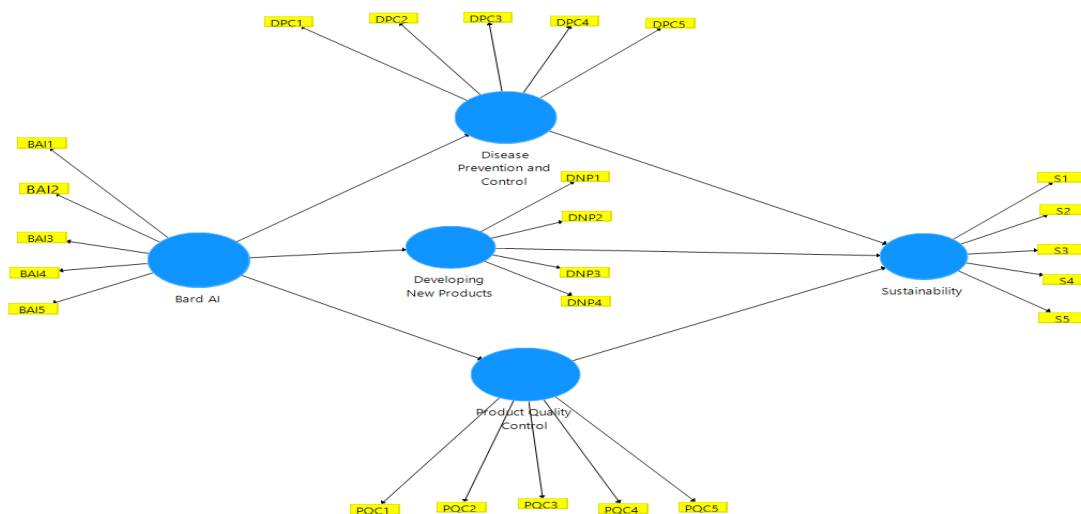 DPC1
DPC2
DPC3
DPC4
DPC5
Disease
Prevention and
Control
BAI1
BAI2
BAI3
BAI4
BAI5
Bard AI
DNP1
DNP2
DNP3
DNP4
Developing
New Products
S1
S2
S3
S4
S5
Sustainability
Product Quality
Control
PQC1
PQC2
PQC3
PQC4
PQC5